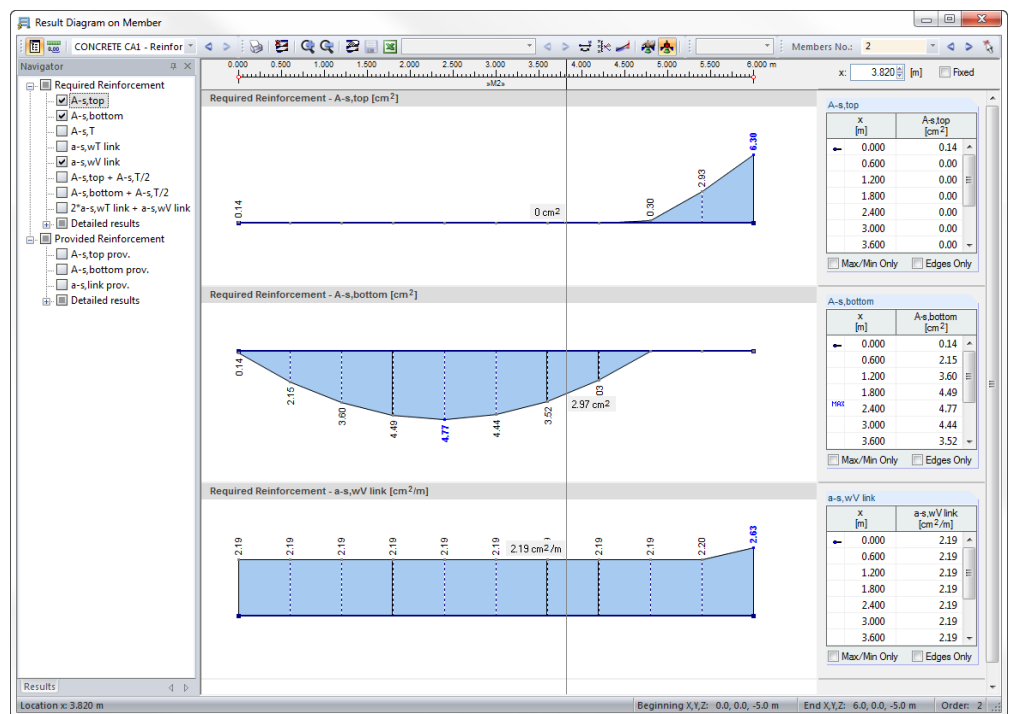 Result Diagram on Member
CONCRETE CA1 - Reinfor
Members No.: 2
Navigator
Required Reinforcement
A-s,top
A-s,bottom
A-s,T
a-s,wT link
a-s,wV link
A-s,top + A-s,T/2
A-s,bottom + A-s,T/2
2*a-s,wT link + a-s,wV link
Detailed results
Provided Reinforcement
A-s,top prov.
A-s,bottom prov.
a-s,link prov.
Detailed results
Results
0.000 0.500 1.000 1.500 2.000 2.500 3.000 3.500 4.000 4.500 5.000 5.500 6.000 m
»M2«
x: 3.820 [m] Fixed
Required Reinforcement - A-s,top [cm2]
0.14 0 cm2 0.30 2.93 6.30
A-s,top
x [m] A-s,top [cm2]
0.000 0.14
0.600 0.00
1.200 0.00
1.800 0.00
2.400 0.00
3.000 0.00
3.600 0.00
Max/Min Only Edges Only
Required Reinforcement - A-s,bottom [cm2]
0.14 2.15 3.60 4.49 4.77 4.44 3.52 2.97 cm2
A-s,bottom
x [m] A-s,bottom [cm2]
0.000 0.14
0.600 2.15
1.200 3.60
1.800 4.49
MAX 2.400 4.77
3.000 4.44
3.600 3.52
Max/Min Only Edges Only
Required Reinforcement - a-s,wV link [cm2/m]
2.19 2.19 2.19 2.19 2.19 2.19 2.19 cm2/m 2.19 2.19 2.20 2.63
a-s,wV link
x [m] a-s,wV link [cm2/m]
0.000 2.19
0.600 2.19
1.200 2.19
1.800 2.19
2.400 2.19
3.000 2.19
3.600 2.19
Max/Min Only Edges Only
Location x: 3.820 m
Beginning X,Y,Z: 0.0, 0.0, -5.0 m
End X,Y,Z: 6.0, 0.0, -5.0 m
Order: 2